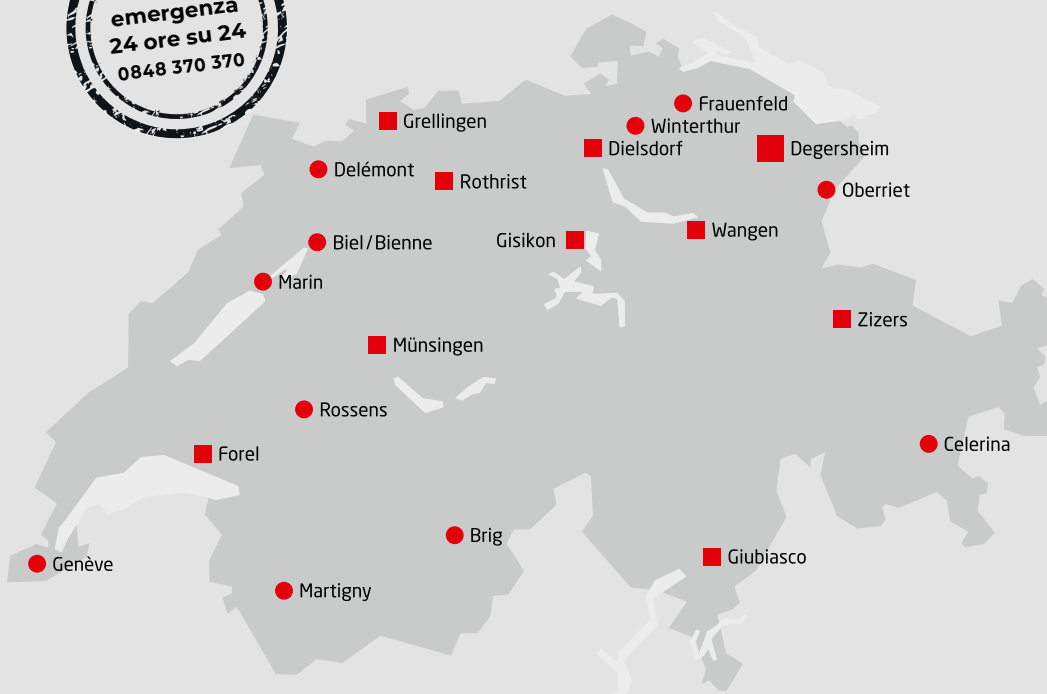 emergenza
24 ore su 24
0848 370 370
Frauenfeld
Grellingen
Winterthur
Dielsdorf
Degersheim
Delémont
Rothrist
Oberriet
Wangen
Gisikon
Biel/Bienne
Marin
Zizers
Münsingen
Rossens
Celerina
Forel
Brig
Giubiasco
Genève
Martigny